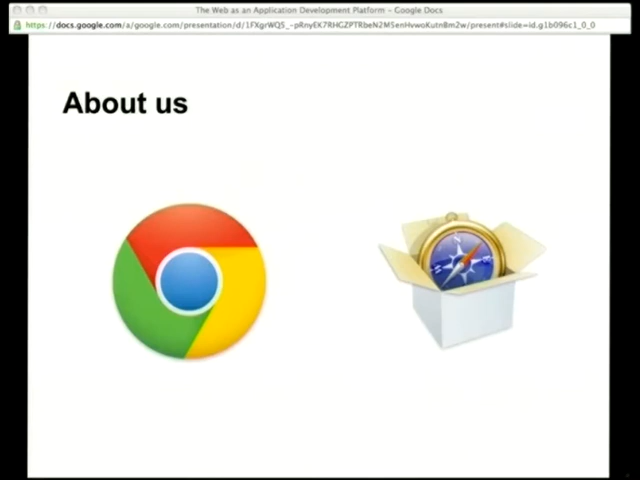 The Web as an Application Development Platform – Google Docs
About us